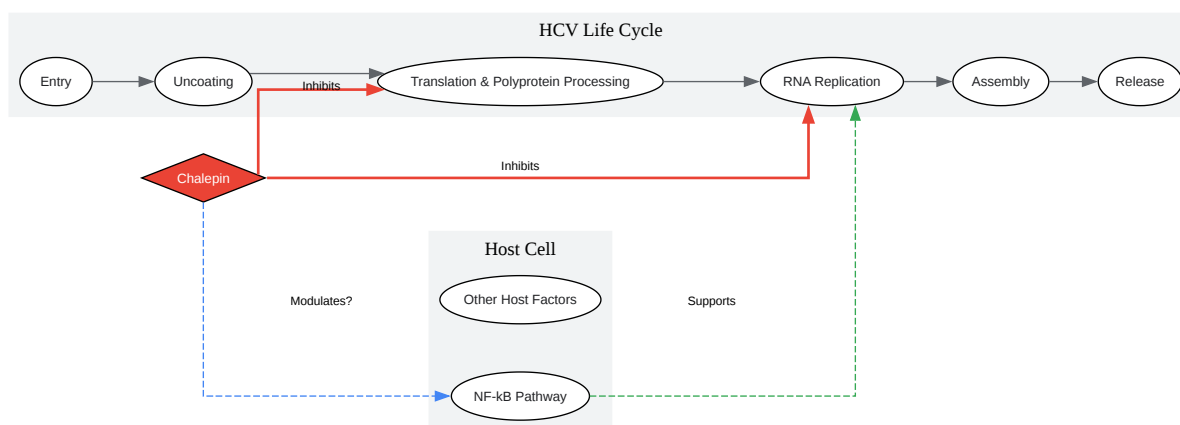 HCV Life Cycle
Entry
Uncoating
Translation & Polyprotein Processing
RNA Replication
Assembly
Release
Inhibits
Chalepin
Inhibits
Host Cell
Other Host Factors
Modulates?
Supports
NF-kB Pathway